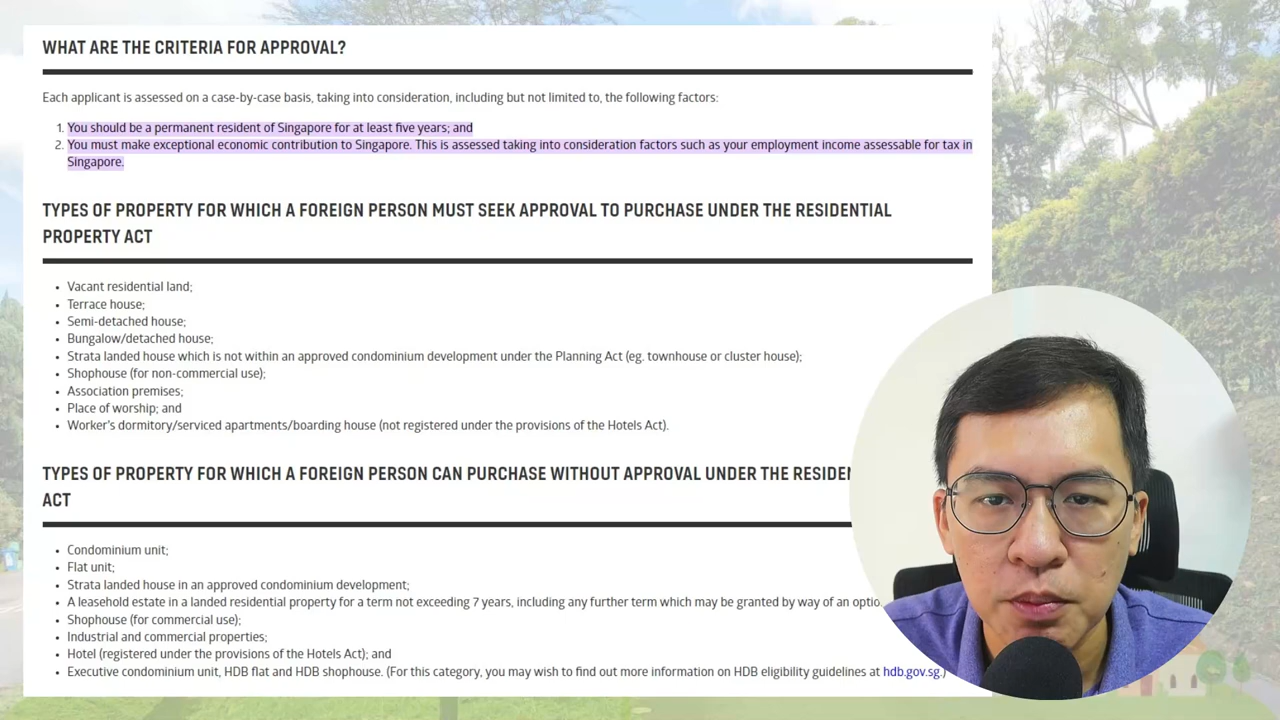 WHAT ARE THE CRITERIA FOR APPROVAL?
Each applicant is assessed on a case-by-case basis, taking into consideration, including but not limited to, the following factors:
1. You should be a permanent resident of Singapore for at least five years; and
2. You must make exceptional economic contribution to Singapore. This is assessed taking into consideration factors such as your employment income assessable for tax in
Singapore.
TYPES OF PROPERTY FOR WHICH A FOREIGN PERSON MUST SEEK APPROVAL TO PURCHASE UNDER THE RESIDENTIAL
PROPERTY ACT
• Vacant residential land;
• Terrace house;
• Semi-detached house;
• Bungalow/detached house;
• Strata landed house which is not within an approved condominium development under the Planning Act (eg. townhouse or cluster house);
• Shophouse (for non-commercial use);
• Association premises;
• Place of worship; and
• Worker's dormitory/serviced apartments/boarding house (not registered under the provisions of the Hotels Act).
TYPES OF PROPERTY FOR WHICH A FOREIGN PERSON CAN PURCHASE WITHOUT APPROVAL UNDER THE
ACT
• Condominium unit;
• Flat unit;
• Strata landed house in an approved condominium development;
• A leasehold estate in a landed residential property for a term not exceeding 7 years, including any further term which may be granted by way of an
• Shophouse (for commercial use);
• Industrial and commercial properties;
• Hotel (registered under the provisions of the Hotels Act); and
• Executive condominium unit, HDB flat and HDB shophouse. (For this category, you may wish to find out more information on HDB eligibility guidelines at hdb.gov.sg.)